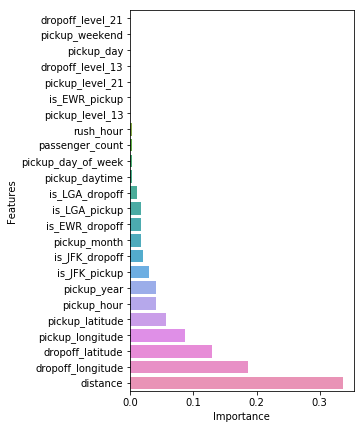 dropoff_level_21
pickup_weekend
pickup_day
dropoff_level_13
pickup_level_21
is_EWR_pickup
pickup_level_13
rush_hour
passenger_count
pickup_day_of_week
pickup_daytime
is_LGA_dropoff
is_LGA_pickup
is_EWR_dropoff
pickup_month
is_JFK_dropoff
is_JFK_pickup
pickup_year
pickup_hour
pickup_latitude
pickup_longitude
dropoff_latitude
dropoff_longitude
distance
Features
0.0 0.1 0.2 0.3
Importance